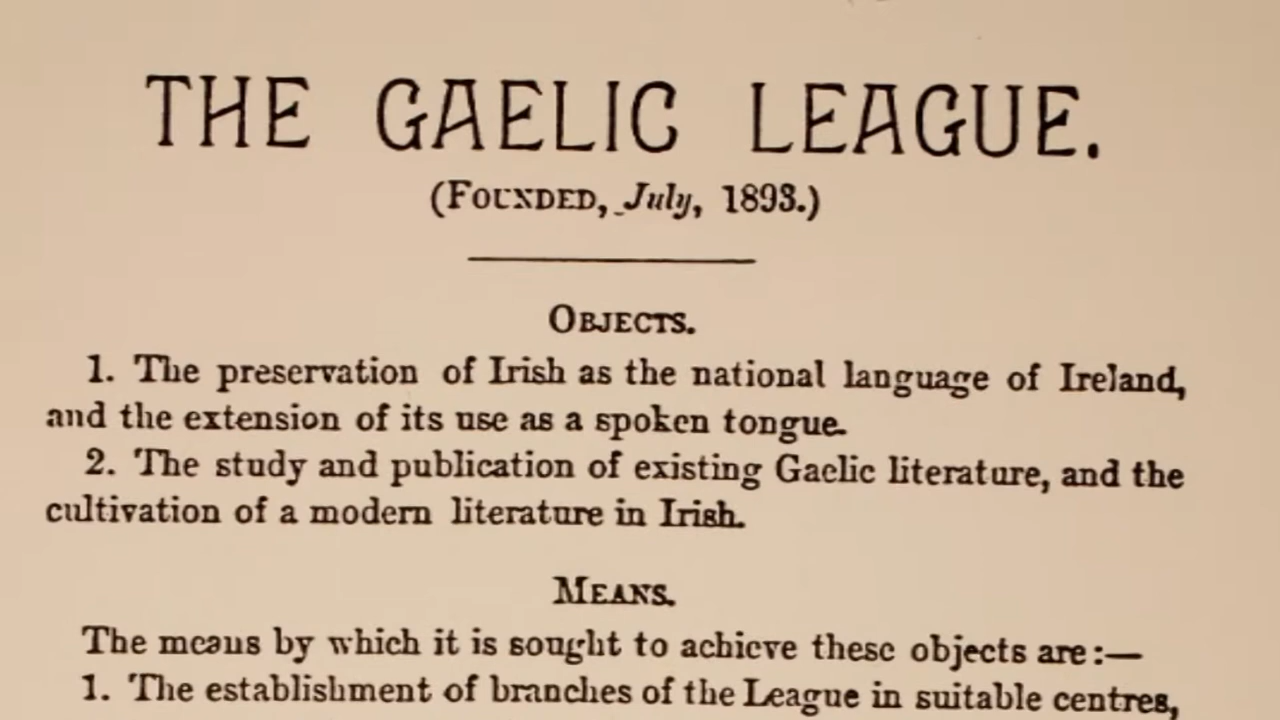 THE GAELIC LEAGUE.
(FOUNDED, July, 1893.)
OBJECTS.
1. The preservation of Irish as the national language of Ireland,
and the extension of its use as a spoken tongue.
2. The study and publication of existing Gaelic literature, and the
cultivation of a modern literature in Irish.
MEANS.
The means by which it is sought to achieve these objects are:—
1. The establishment of branches of the League in suitable centres,